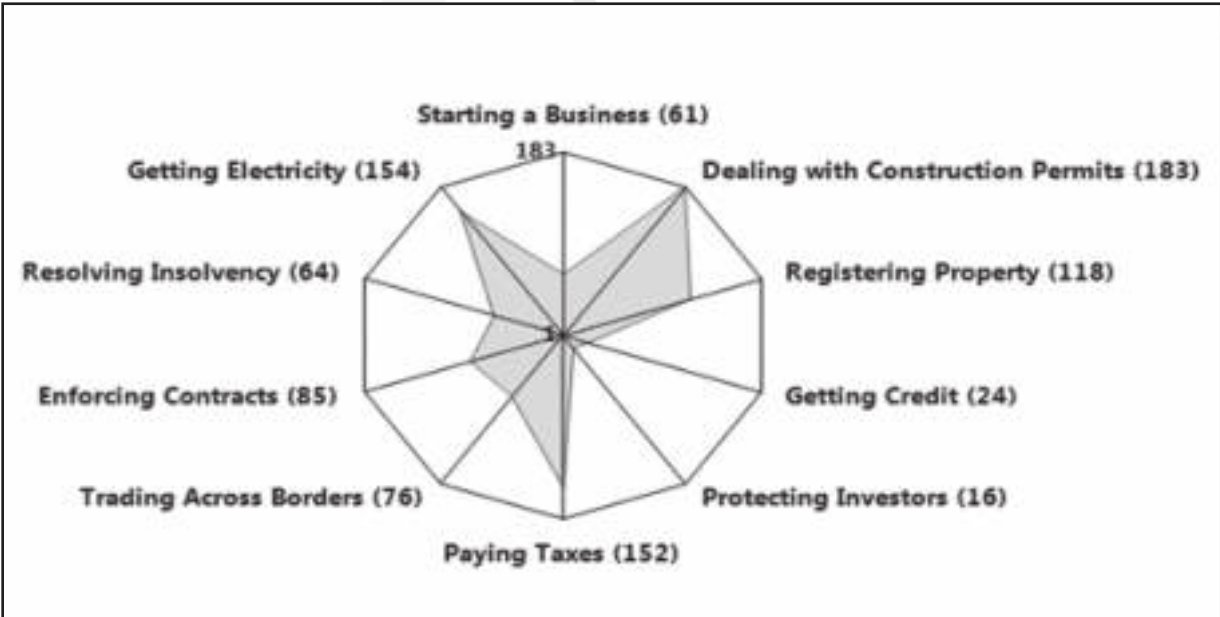 Starting a Business (61)
183
Getting Electricity (154)
Dealing with Construction Permits (183)
Resolving Insolvency (64)
Registering Property (118)
1
Enforcing Contracts (85)
Getting Credit (24)
Trading Across Borders (76)
Protecting Investors (16)
Paying Taxes (152)